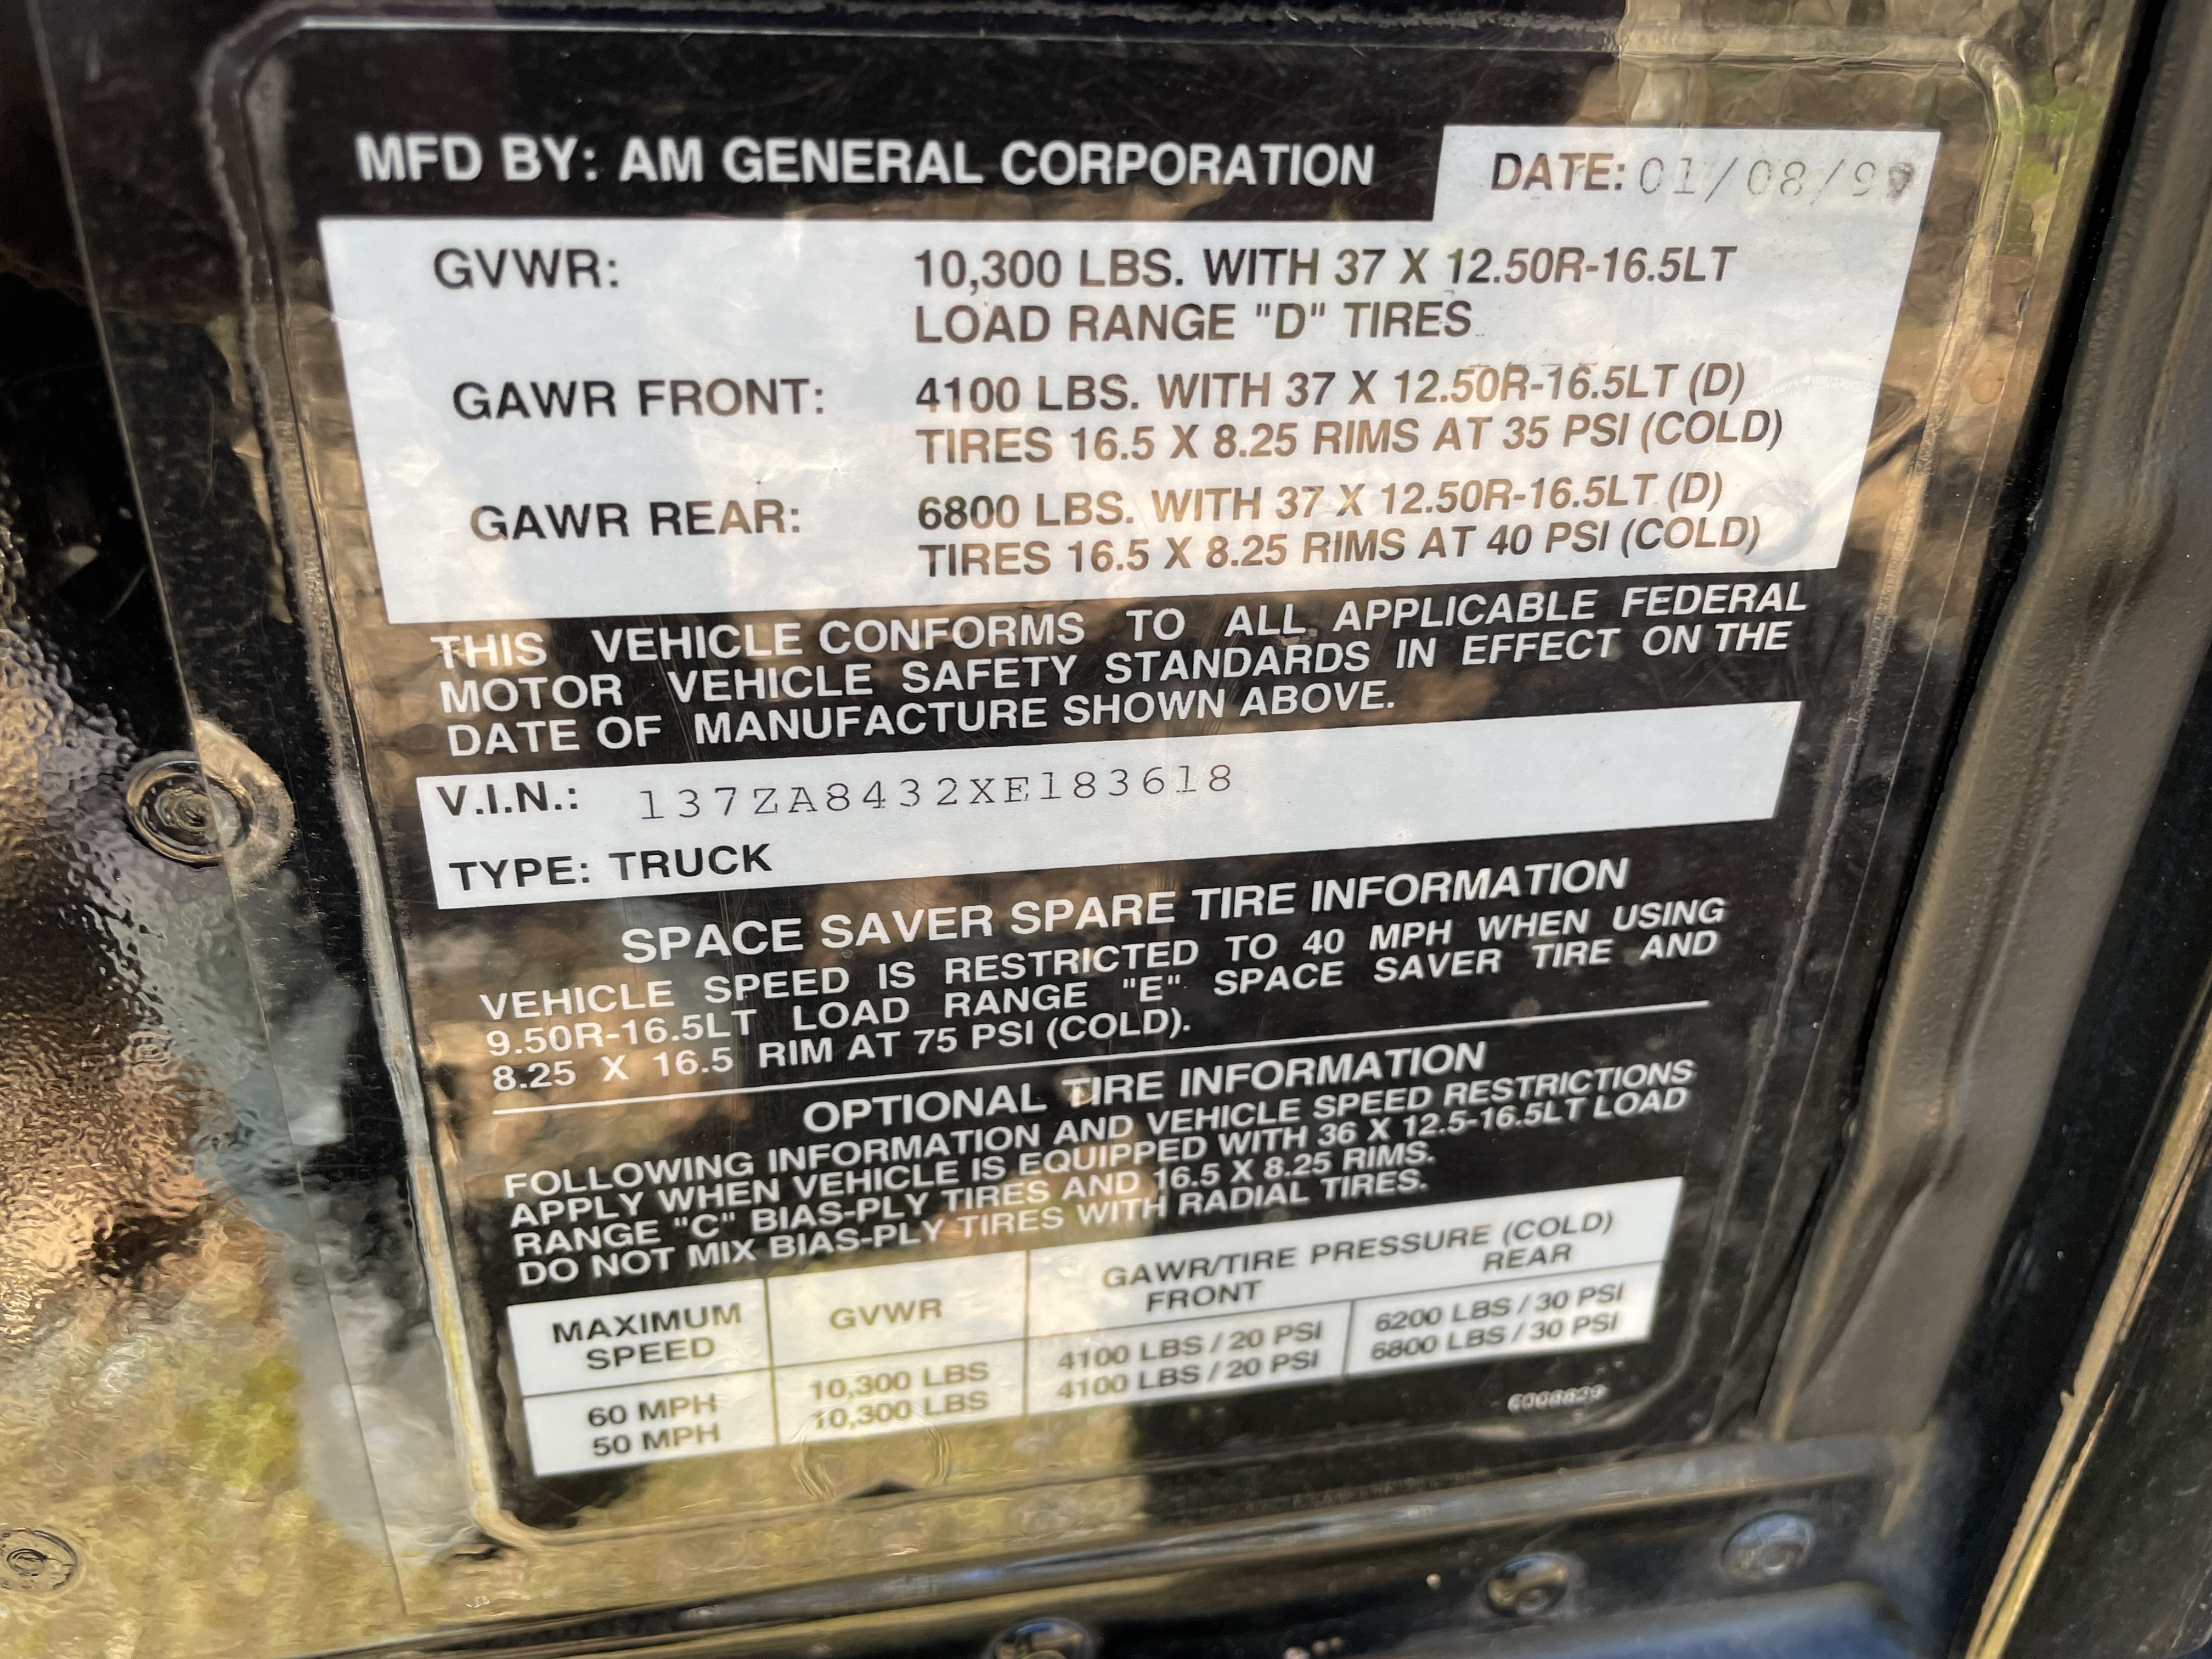 MFD BY: AM GENERAL CORPORATION
DATE: 01/08/99
GVWR: 10,300 LBS. WITH 37 X 12.50R-16.5LT
LOAD RANGE "D" TIRES
GAWR FRONT: 4100 LBS. WITH 37 X 12.50R-16.5LT (D)
TIRES 16.5 X 8.25 RIMS AT 35 PSI (COLD)
GAWR REAR: 6800 LBS. WITH 37 X 12.50R-16.5LT (D)
TIRES 16.5 X 8.25 RIMS AT 40 PSI (COLD)
THIS VEHICLE CONFORMS TO ALL APPLICABLE FEDERAL
MOTOR VEHICLE SAFETY STANDARDS IN EFFECT ON THE
DATE OF MANUFACTURE SHOWN ABOVE.
V.I.N.: 137ZA8432XE183618
TYPE: TRUCK
SPACE SAVER SPARE TIRE INFORMATION
VEHICLE SPEED IS RESTRICTED TO 40 MPH WHEN USING
9.50R-16.5LT LOAD RANGE "E" SPACE SAVER TIRE AND
8.25 X 16.5 RIM AT 75 PSI (COLD).
OPTIONAL TIRE INFORMATION
FOLLOWING INFORMATION AND VEHICLE SPEED RESTRICTIONS
APPLY WHEN VEHICLE IS EQUIPPED WITH 36 X 12.5-16.5LT LOAD
RANGE "C" BIAS-PLY TIRES AND 16.5 X 8.25 RIMS.
DO NOT MIX BIAS-PLY TIRES WITH RADIAL TIRES.
MAXIMUM
SPEED
GVWR
GAWR/TIRE PRESSURE (COLD)
FRONT REAR
60 MPH 10,300 LBS 4100 LBS / 20 PSI 6200 LBS / 30 PSI
50 MPH 10,300 LBS 4100 LBS / 20 PSI 6800 LBS / 30 PSI